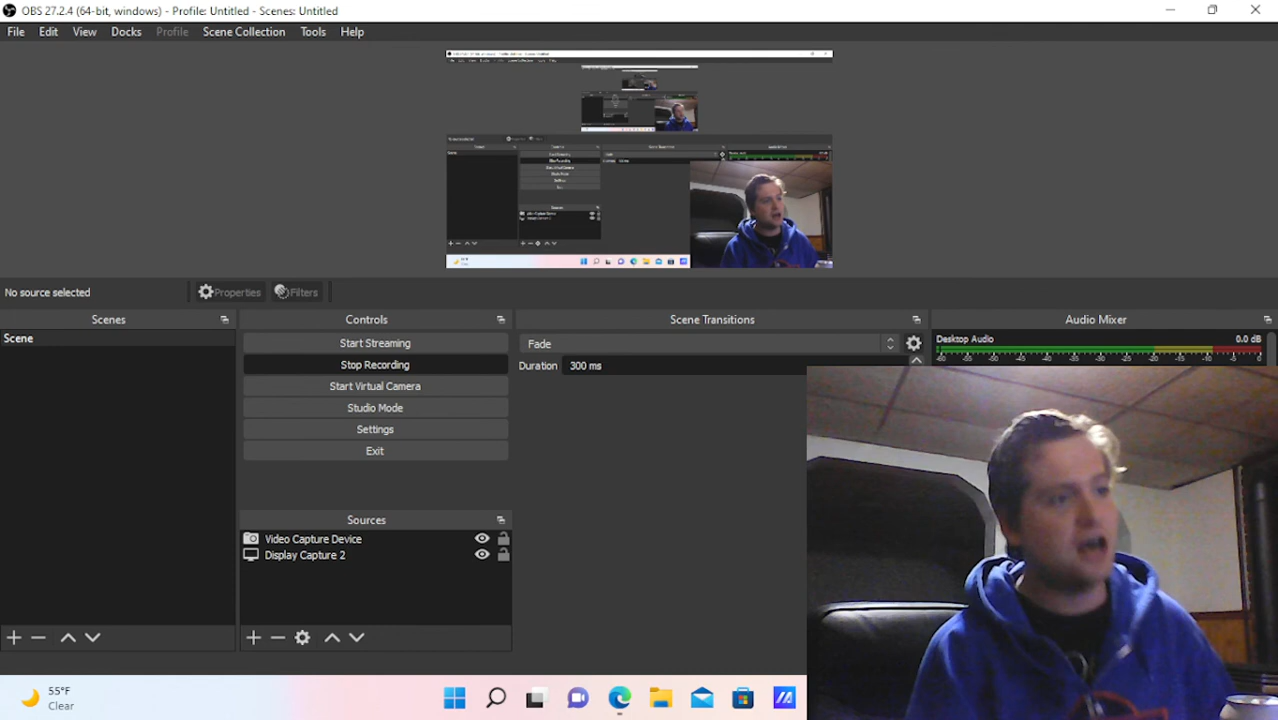 OBS 27.2.4 (64-bit, windows) - Profile: Untitled - Scenes: Untitled
File Edit View Docks Profile Scene Collection Tools Help
No source selected Properties Filters
Scenes Controls Scene Transitions Audio Mixer
Scene
Start Streaming
Stop Recording
Start Virtual Camera
Studio Mode
Settings
Exit
Fade
Duration 300 ms
Desktop Audio 0.0 dB
Sources
Video Capture Device
Display Capture 2
55°F
Clear